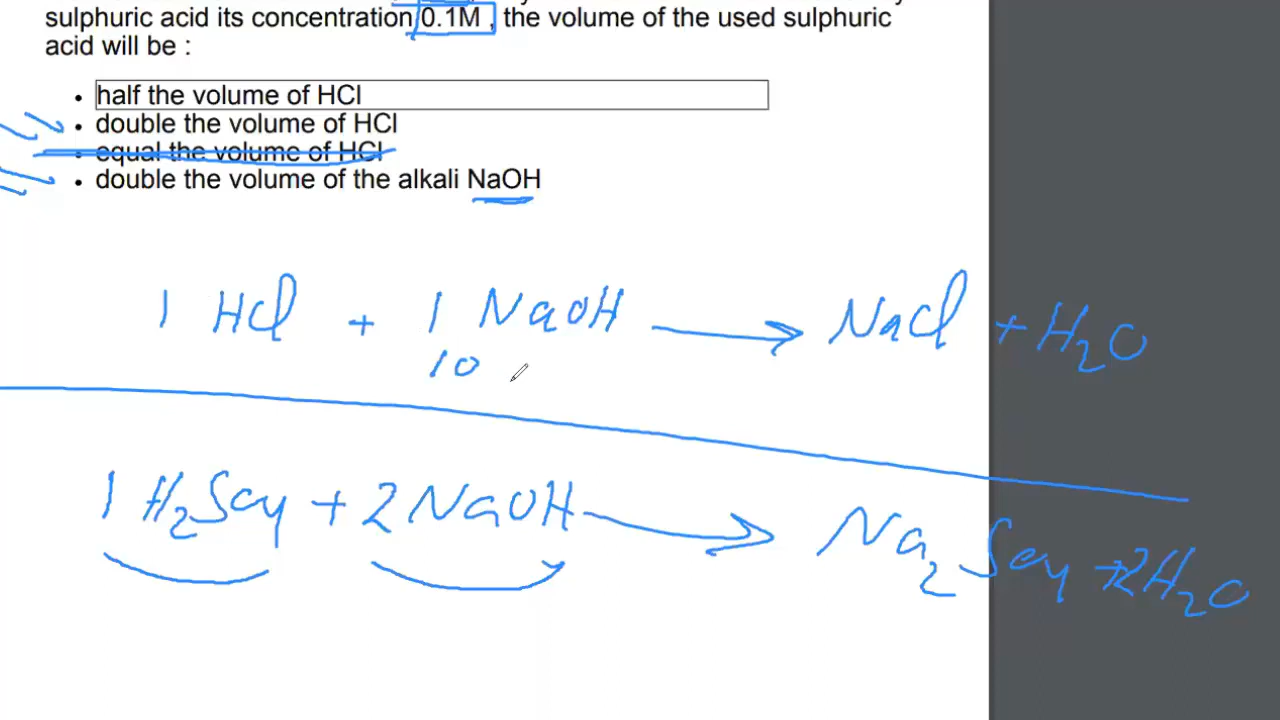 sulphuric acid its concentration 0.1M , the volume of the used sulphuric
acid will be :
• half the volume of HCl
• double the volume of HCl
• equal the volume of HCl
• double the volume of the alkali NaOH
1 HCl + 1 NaOH → NaCl + H₂O
10
1 H₂SO4 + 2 NaOH → Na₂SO4 + 2H₂O